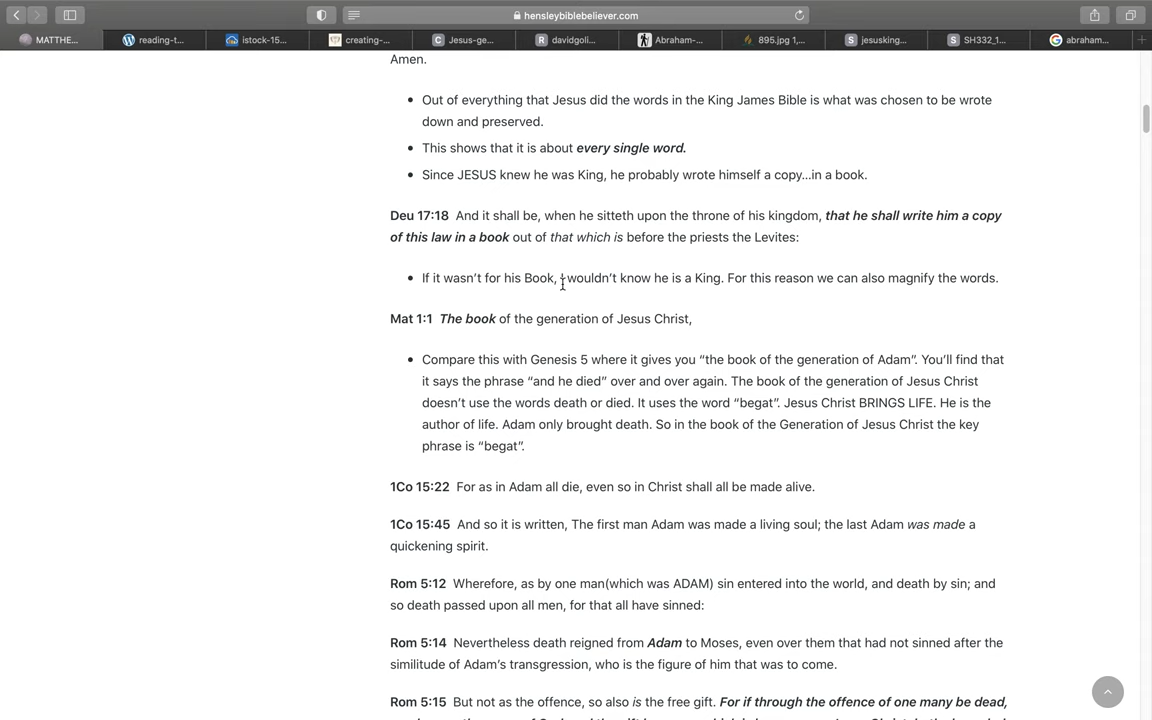 hensleybiblebeliever.com
MATTHE...
reading-t...
istock-15...
creating-...
Jesus-ge...
davidgoli...
Abraham-...
895.jpg 1,...
jesusking...
SH332_1...
abraham...
Amen.
• Out of everything that Jesus did the words in the King James Bible is what was chosen to be wrote
down and preserved.
• This shows that it is about every single word.
• Since JESUS knew he was King, he probably wrote himself a copy...in a book.
Deu 17:18 And it shall be, when he sitteth upon the throne of his kingdom, that he shall write him a copy
of this law in a book out of that which is before the priests the Levites:
• If it wasn't for his Book, I wouldn't know he is a King. For this reason we can also magnify the words.
Mat 1:1 The book of the generation of Jesus Christ,
• Compare this with Genesis 5 where it gives you “the book of the generation of Adam”. You'll find that
it says the phrase “and he died” over and over again. The book of the generation of Jesus Christ
doesn't use the words death or died. It uses the word “begat”. Jesus Christ BRINGS LIFE. He is the
author of life. Adam only brought death. So in the book of the Generation of Jesus Christ the key
phrase is “begat”.
1Co 15:22 For as in Adam all die, even so in Christ shall all be made alive.
1Co 15:45 And so it is written, The first man Adam was made a living soul; the last Adam was made a
quickening spirit.
Rom 5:12 Wherefore, as by one man(which was ADAM) sin entered into the world, and death by sin; and
so death passed upon all men, for that all have sinned:
Rom 5:14 Nevertheless death reigned from Adam to Moses, even over them that had not sinned after the
similitude of Adam's transgression, who is the figure of him that was to come.
Rom 5:15 But not as the offence, so also is the free gift. For if through the offence of one many be dead,